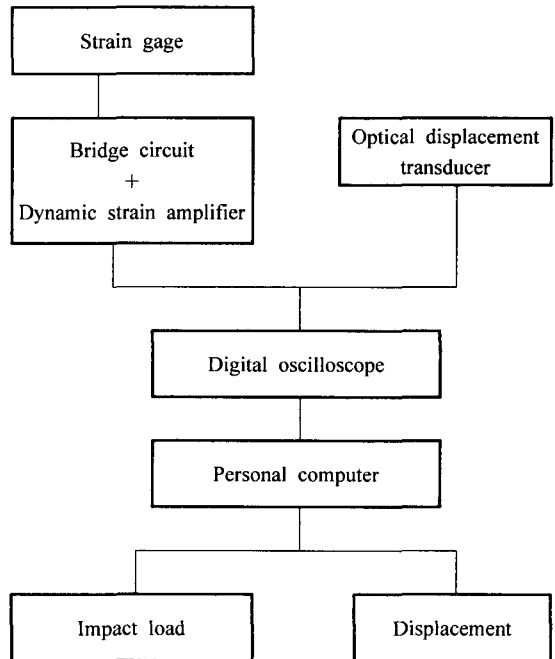 Strain gage
Bridge circuit
+
Dynamic strain amplifier
Optical displacement
transducer
Digital oscilloscope
Personal computer
Impact load
Displacement